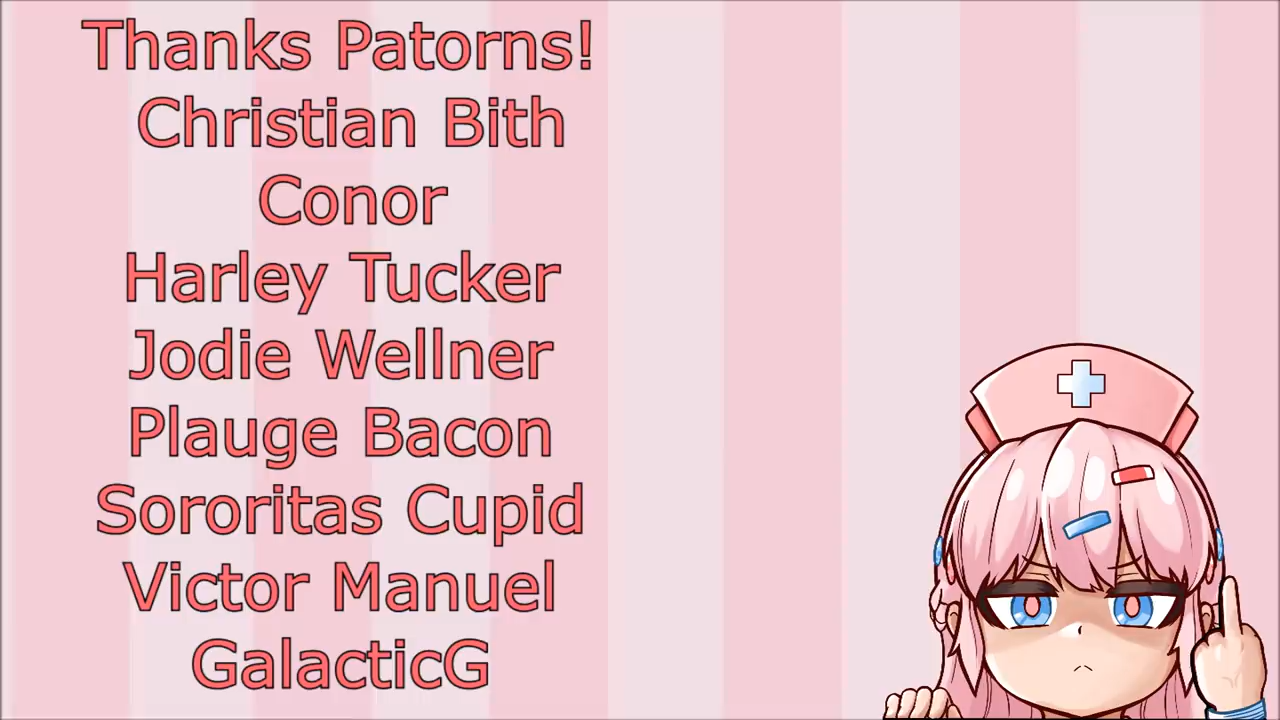 Thanks Patorns!
Christian Bith
Conor
Harley Tucker
Jodie Wellner
Plauge Bacon
Sororitas Cupid
Victor Manuel
GalacticG